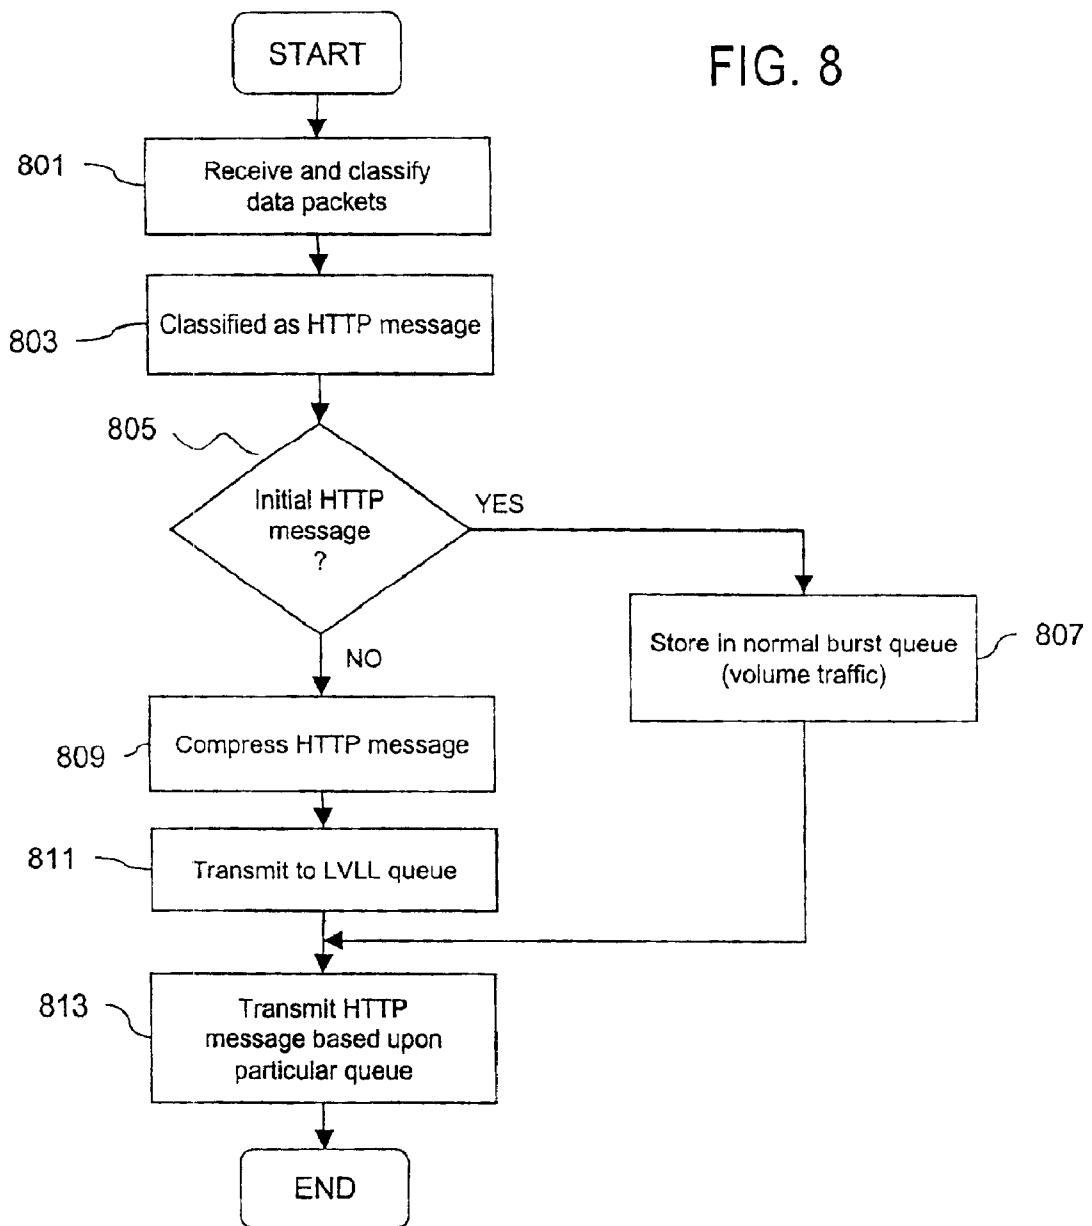 START
FIG. 8
801
Receive and classify
data packets
803
Classified as HTTP message
805
Initial HTTP
message
?
YES
NO
Store in normal burst queue
(volume traffic)
807
809
Compress HTTP message
811
Transmit to LVLL queue
813
Transmit HTTP
message based upon
particular queue
END